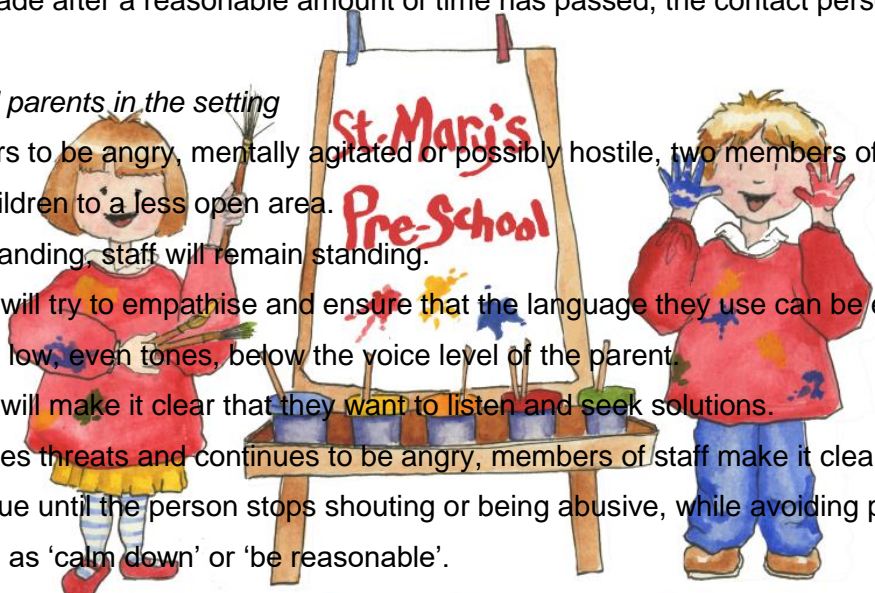 ade after a reasonable amount of time has passed, the contact pers
l parents in the setting
St. Mary's
rs to be angry, mentally agitated or possibly hostile, two members of
ildren to a less open area.
Pre-School
anding, staff will remain standing.
will try to empathise and ensure that the language they use can be e
low, even tones, below the voice level of the parent.
will make it clear that they want to listen and seek solutions.
es threats and continues to be angry, members of staff make it clear
ue until the person stops shouting or being abusive, while avoiding p
as ‘calm down’ or ‘be reasonable’.